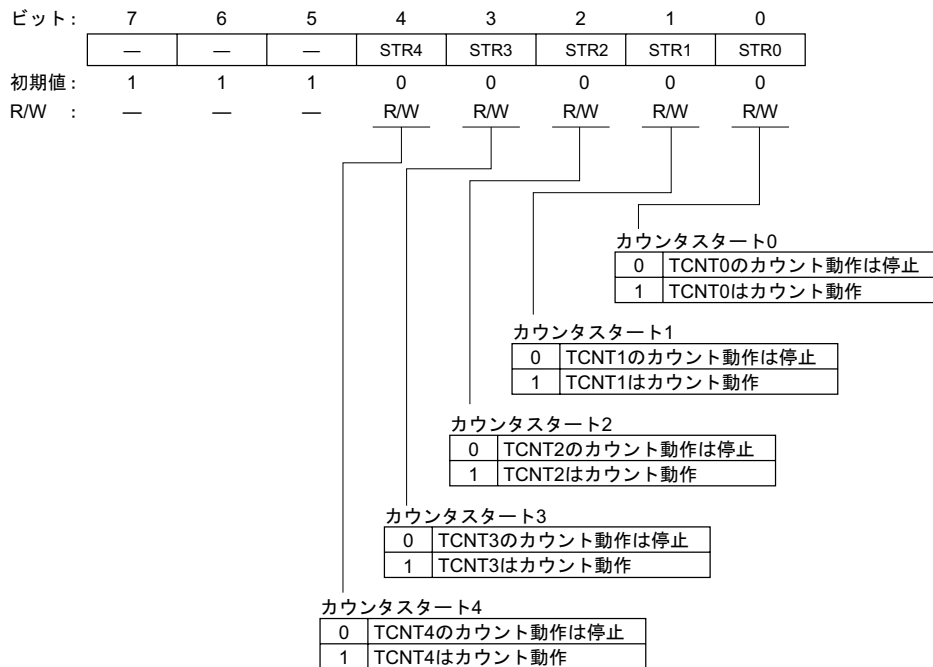 ビット: 7 6 5 4 3 2 1 0
— — — STR4 STR3 STR2 STR1 STR0
初期値: 1 1 1 0 0 0 0 0
R/W : — — — R/W R/W R/W R/W R/W
カウンタスタート0
0 TCNT0のカウント動作は停止
1 TCNT0はカウント動作
カウンタスタート1
0 TCNT1のカウント動作は停止
1 TCNT1はカウント動作
カウンタスタート2
0 TCNT2のカウント動作は停止
1 TCNT2はカウント動作
カウンタスタート3
0 TCNT3のカウント動作は停止
1 TCNT3はカウント動作
カウンタスタート4
0 TCNT4のカウント動作は停止
1 TCNT4はカウント動作